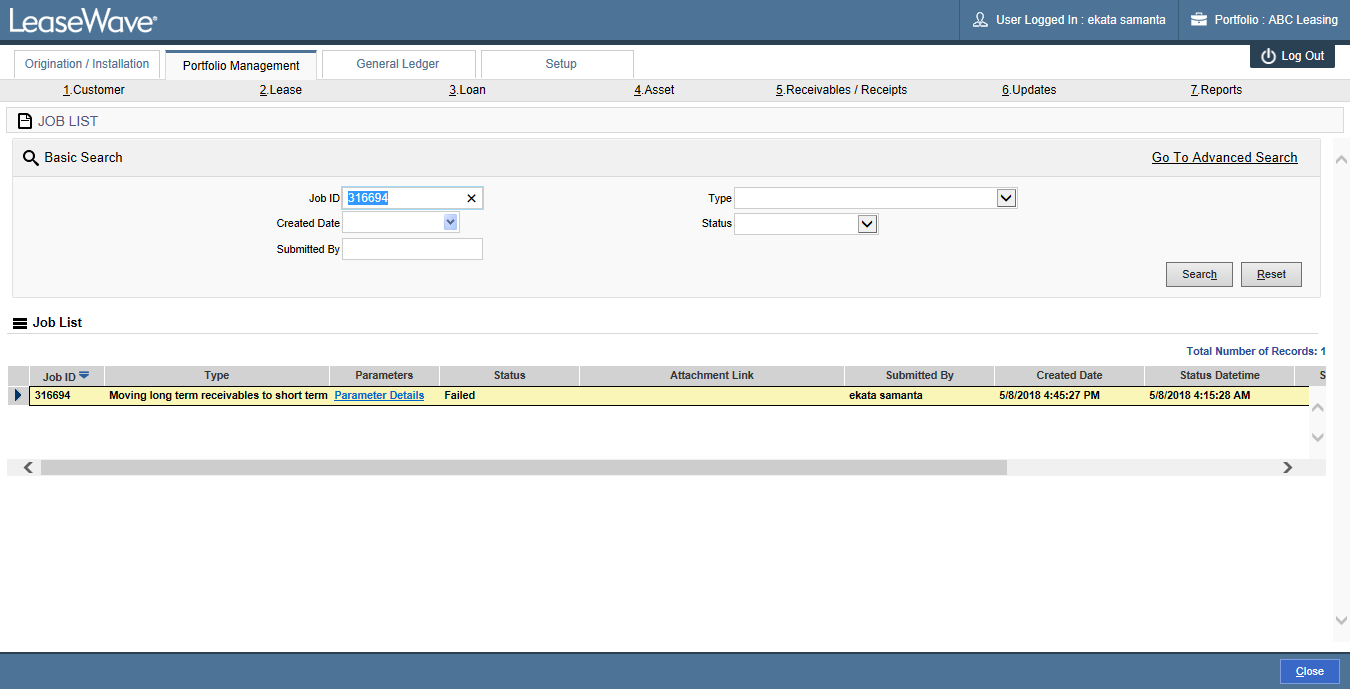 LeaseWave®
User Logged In : ekata samanta
Portfolio : ABC Leasing
Log Out
Origination / Installation
Portfolio Management
General Ledger
Setup
1.Customer
2.Lease
3.Loan
4.Asset
5.Receivables / Receipts
6.Updates
7.Reports
JOB LIST
Basic Search
Go To Advanced Search
Job ID 316694
Type
Created Date
Status
Submitted By
Search
Reset
Job List
Total Number of Records: 1
Job ID Type Parameters Status Attachment Link Submitted By Created Date Status Datetime S
316694 Moving long term receivables to short term Parameter Details Failed ekata samanta 5/8/2018 4:45:27 PM 5/8/2018 4:15:28 AM
Close